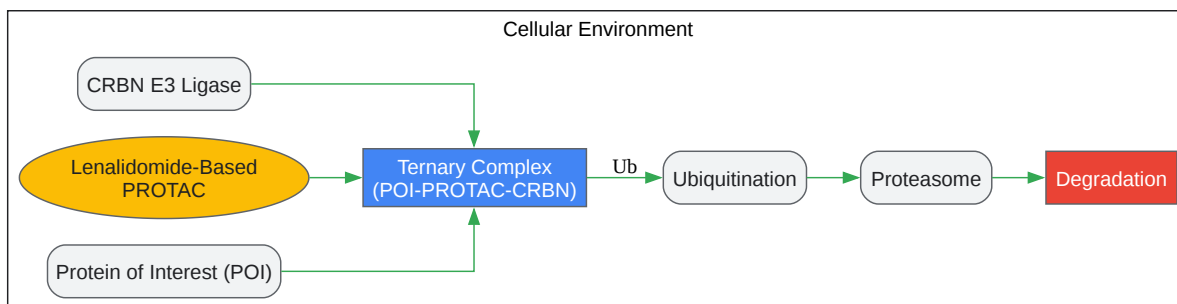 Cellular Environment
CRBN E3 Ligase
Lenalidomide-Based
PROTAC
Ternary Complex
(POI-PROTAC-CRBN)
Ub
Ubiquitination
Proteasome
Degradation
Protein of Interest (POI)